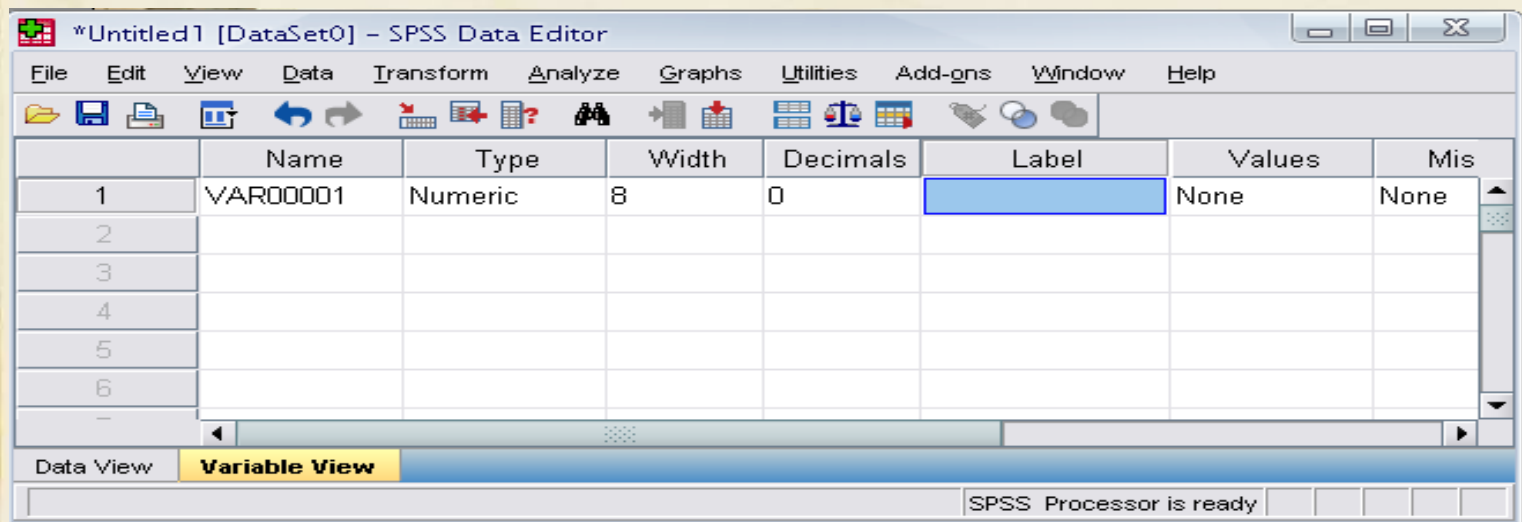 *Untitled1 [DataSet0] - SPSS Data Editor
File Edit View Data Transform Analyze Graphs Utilities Add-ons Window Help
Name Type Width Decimals Label Values Mis
1 VAR00001 Numeric 8 0 None None
2
3
4
5
6
Data View Variable View
SPSS Processor is ready